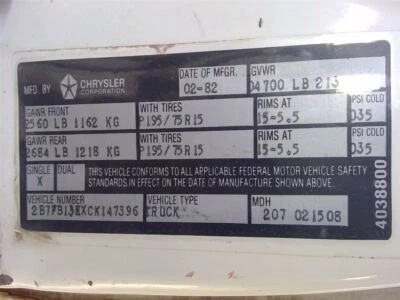 MFD. BY CHRYSLER CORPORATION
DATE OF MFGR. GVWR
02-82 04700 LB 213
GAWR FRONT WITH TIRES RIMS AT PSI COLD
2560 LB 1162 KG P195/75R15 15=5.5 035
GAWR REAR WITH TIRES RIMS AT PSI COLD
2684 LB 1218 KG P195/75R15 15=5.5 035
SINGLE DUAL
X
THIS VEHICLE CONFORMS TO ALL APPLICABLE FEDERAL MOTOR VEHICLE SAFETY
STANDARDS IN EFFECT ON THE DATE OF MANUFACTURE SHOWN ABOVE.
VEHICLE NUMBER VEHICLE TYPE MDH
2B7FB13EXCK147396 TRUCK 207 021508
4038800